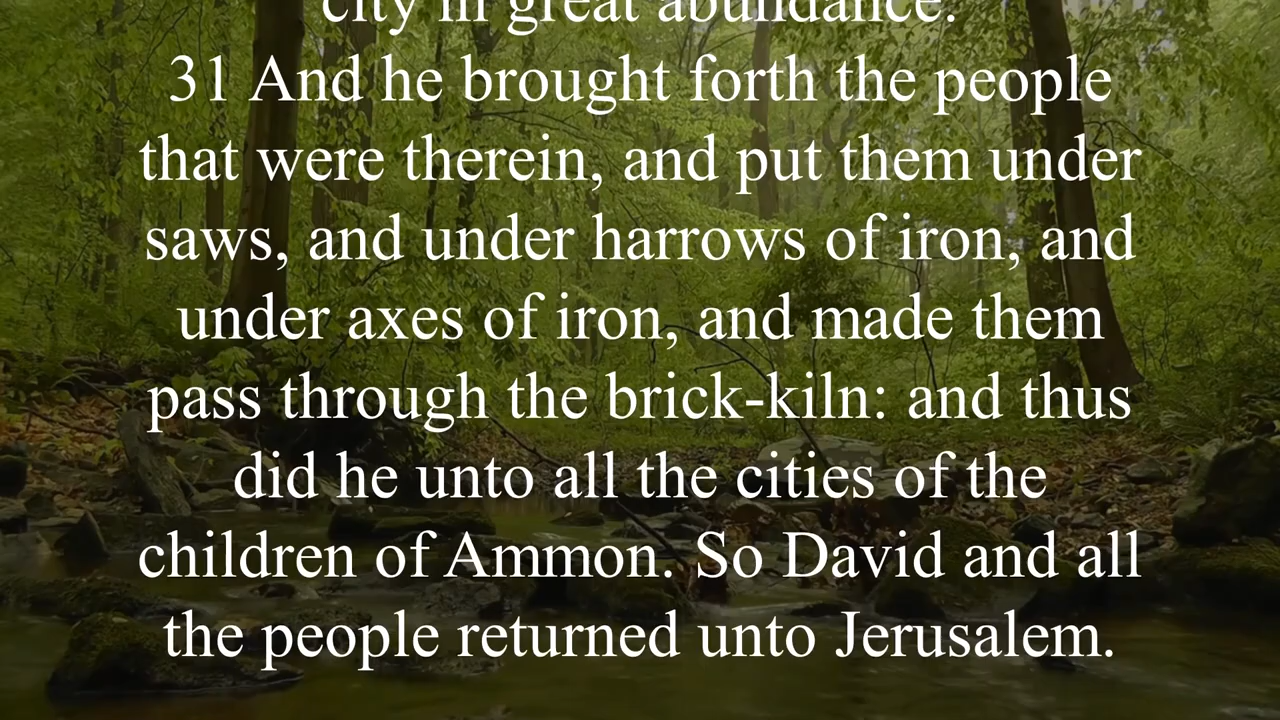 city in great abundance.
31 And he brought forth the people
that were therein, and put them under
saws, and under harrows of iron, and
under axes of iron, and made them
pass through the brick-kiln: and thus
did he unto all the cities of the
children of Ammon. So David and all
the people returned unto Jerusalem.